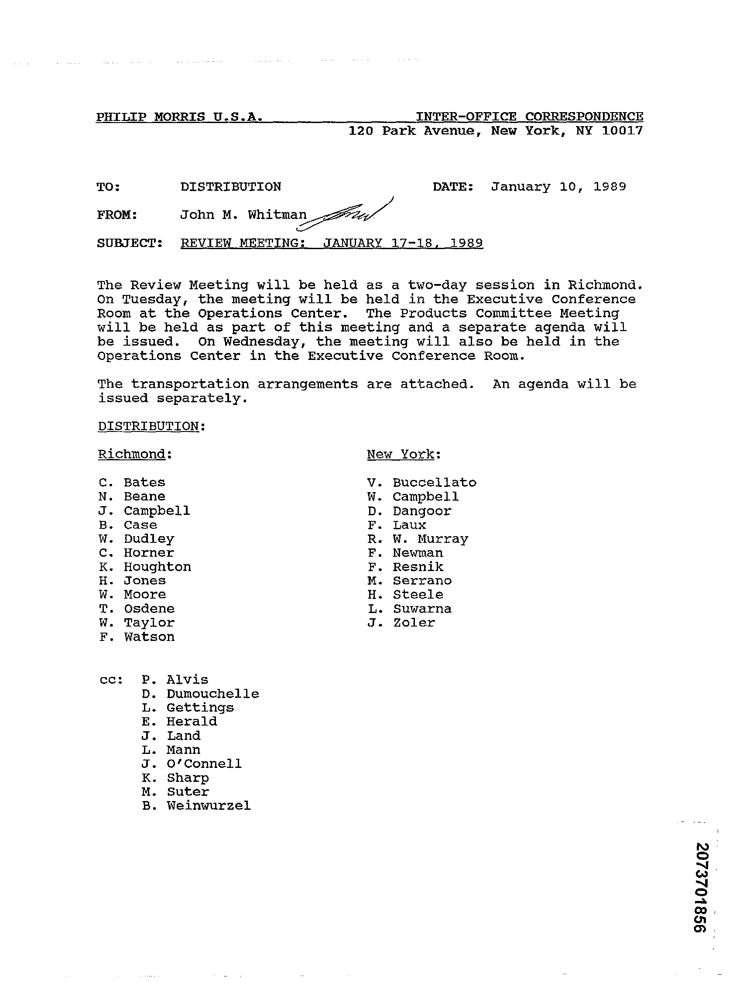 PHILIP MORRIS U.S.A. INTER-OFFICE CORRESPONDENCE
120 Park Avenue, New York, NY 10017
TO: DISTRIBUTION DATE: January 10, 1989
FROM: John M. Whitman
SUBJECT: REVIEW MEETING: JANUARY 17-18, 1989
The Review Meeting will be held as a two-day session in Richmond.
On Tuesday, the meeting will be held in the Executive Conference
Room at the Operations Center. The Products Committee Meeting
will be held as part of this meeting and a separate agenda will
be issued. On Wednesday, the meeting will also be held in the
Operations Center in the Executive Conference Room.
The transportation arrangements are attached. An agenda will be
issued separately.
DISTRIBUTION:
Richmond:
C. Bates
N. Beane
J. Campbell
B. Case
W. Dudley
C. Horner
K. Houghton
H. Jones
W. Moore
T. Osdene
W. Taylor
F. Watson
New York:
V. Buccellato
W. Campbell
D. Dangoor
F. Laux
R. W. Murray
F. Newman
F. Resnik
M. Serrano
H. Steele
L. Suwarna
J. Zoler
cc: P. Alvis
D. Dumouchelle
L. Gettings
E. Herald
J. Land
L. Mann
J. O'Connell
K. Sharp
M. Suter
B. Weinwurzel
2073701856